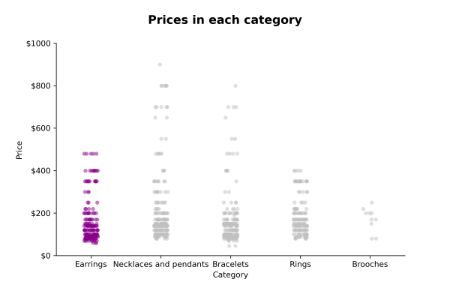 Prices in each category
$1000
$800
$600
$400
$200
$0
Price
Earrings Necklaces and pendants Bracelets Rings Brooches
Category